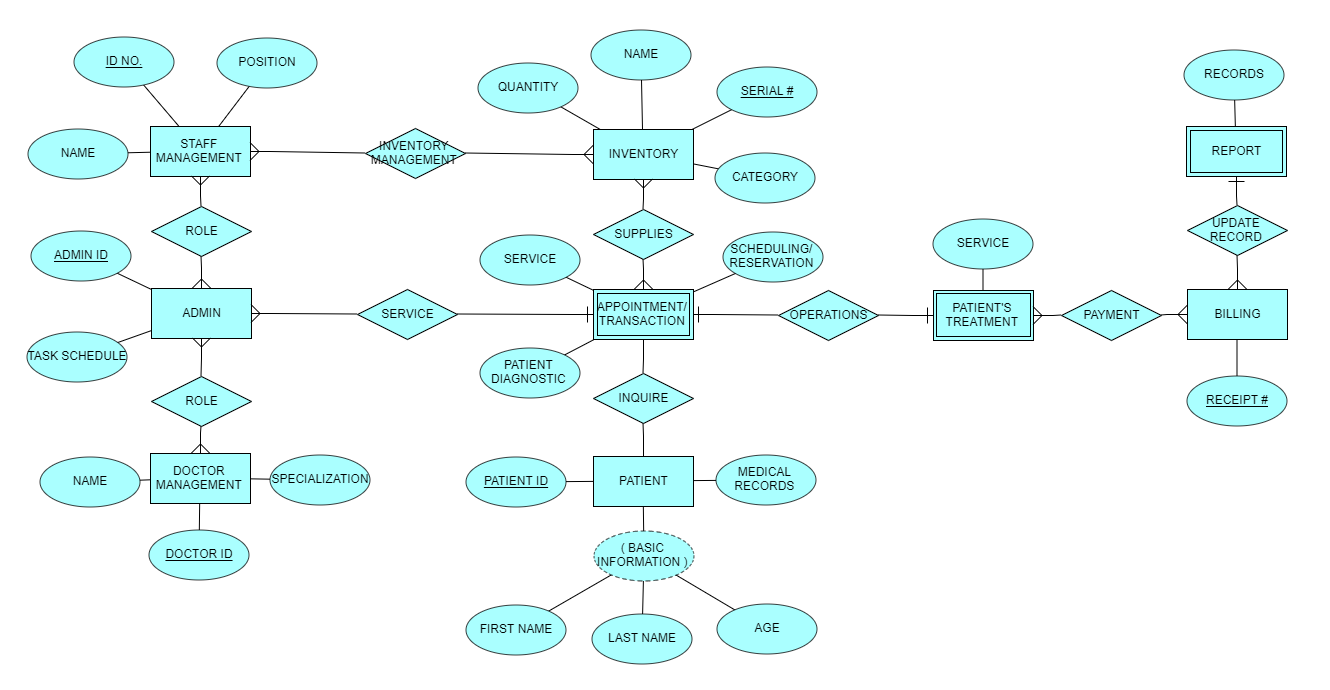 ID NO.
POSITION
NAME
STAFF
MANAGEMENT
INVENTORY
MANAGEMENT
QUANTITY
NAME
SERIAL #
INVENTORY
CATEGORY
RECORDS
REPORT
ROLE
SUPPLIES
UPDATE
RECORD
ADMIN ID
SERVICE
SCHEDULING/
RESERVATION
SERVICE
ADMIN
SERVICE
APPOINTMENT/
TRANSACTION
OPERATIONS
PATIENT'S
TREATMENT
PAYMENT
BILLING
TASK SCHEDULE
PATIENT
DIAGNOSTIC
ROLE
INQUIRE
RECEIPT #
NAME
DOCTOR
MANAGEMENT
SPECIALIZATION
PATIENT ID
PATIENT
MEDICAL
RECORDS
DOCTOR ID
( BASIC
INFORMATION )
FIRST NAME
LAST NAME
AGE